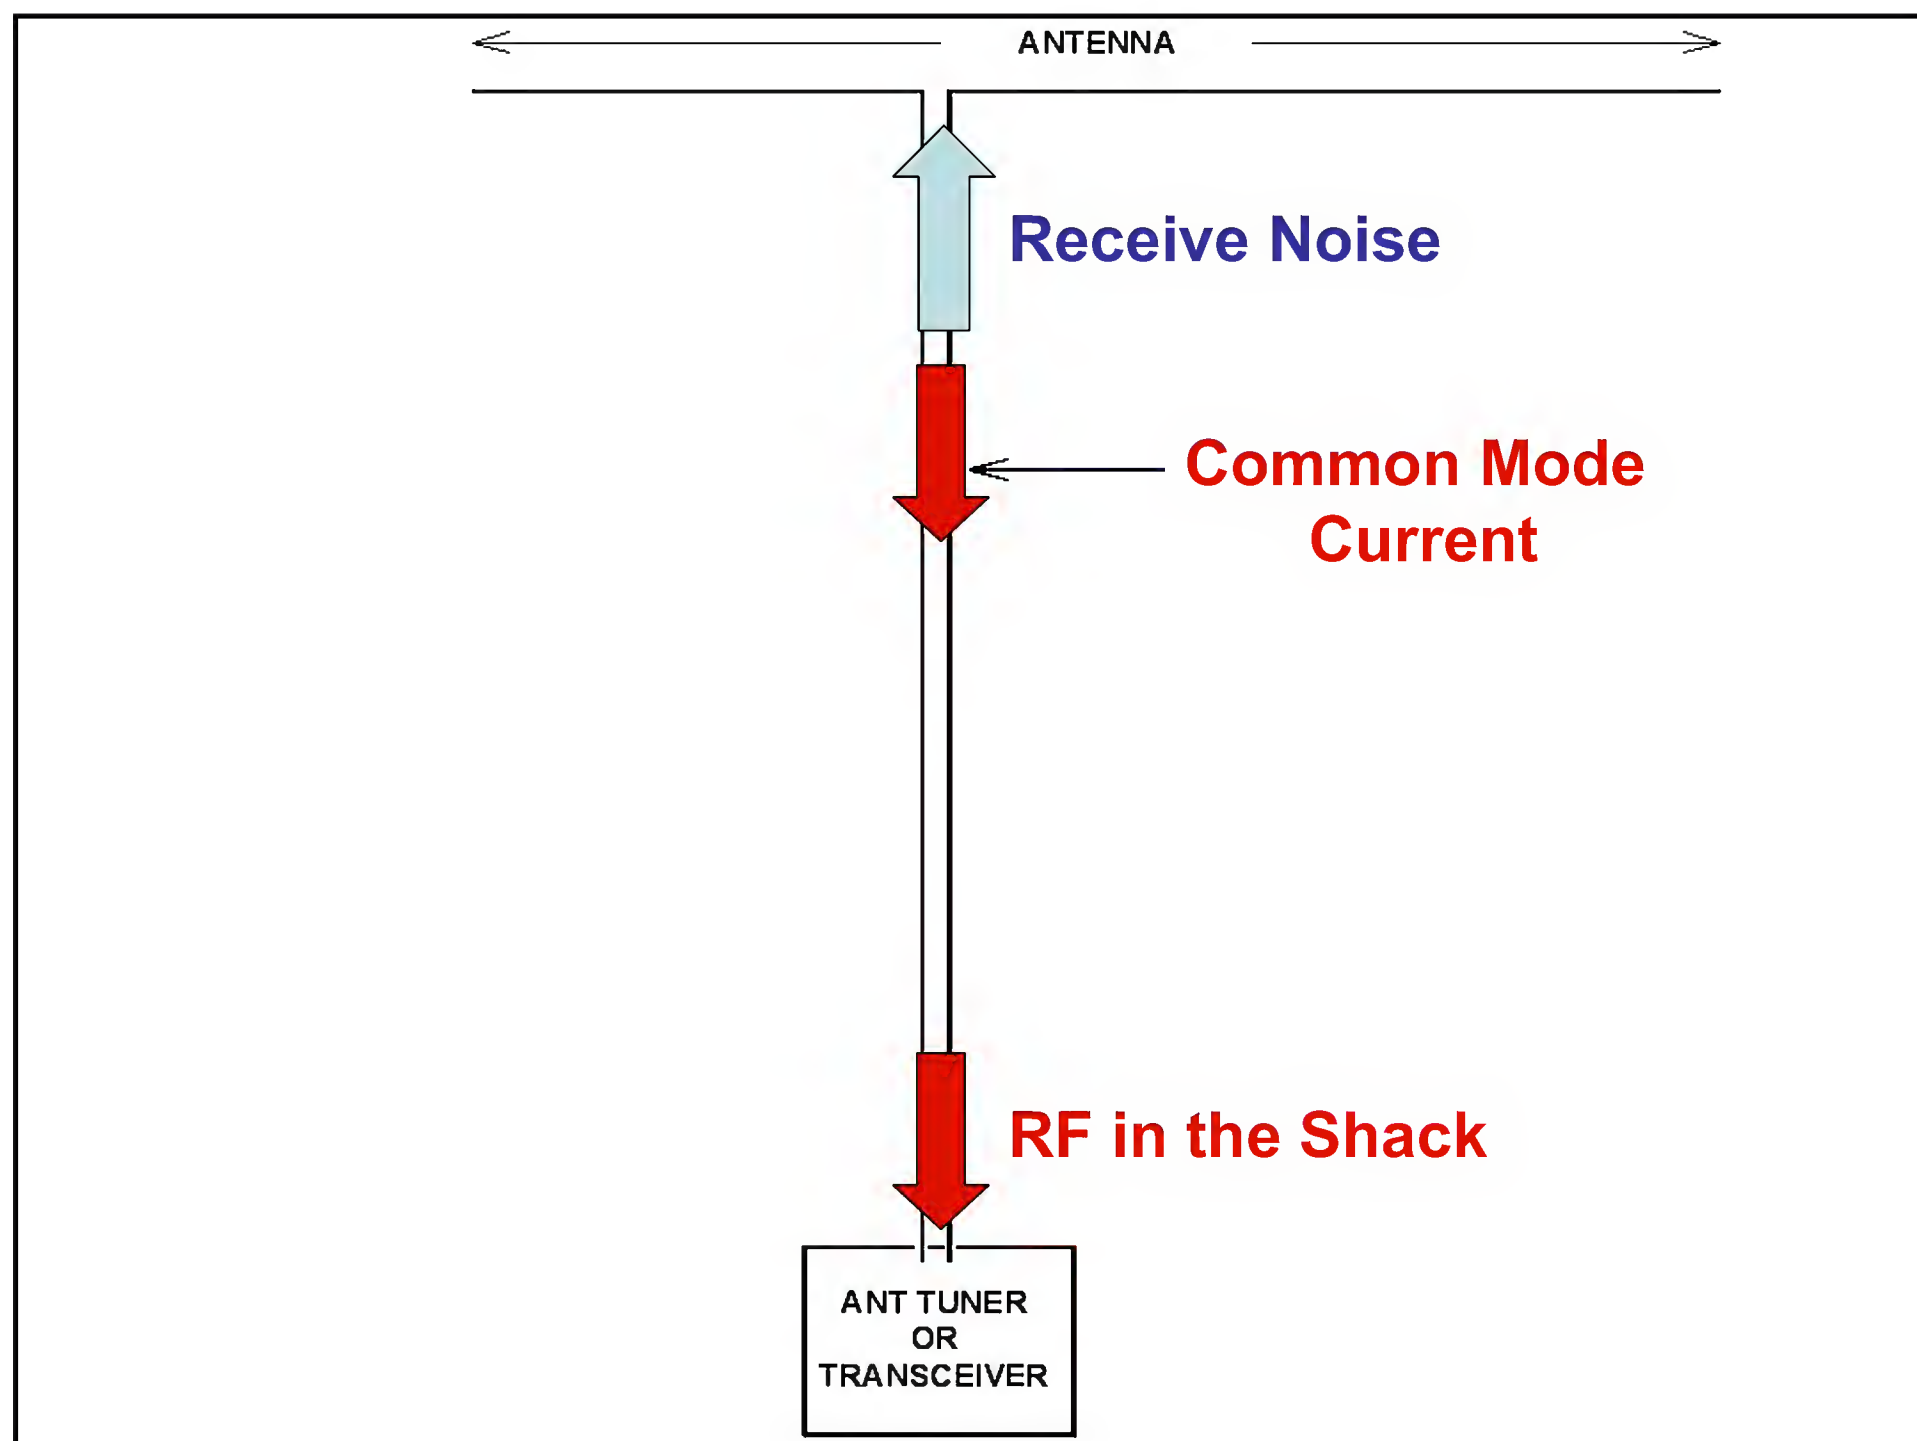 ANTENNA
Receive Noise
Common Mode
Current
RF in the Shack
ANT TUNER
OR
TRANSCEIVER